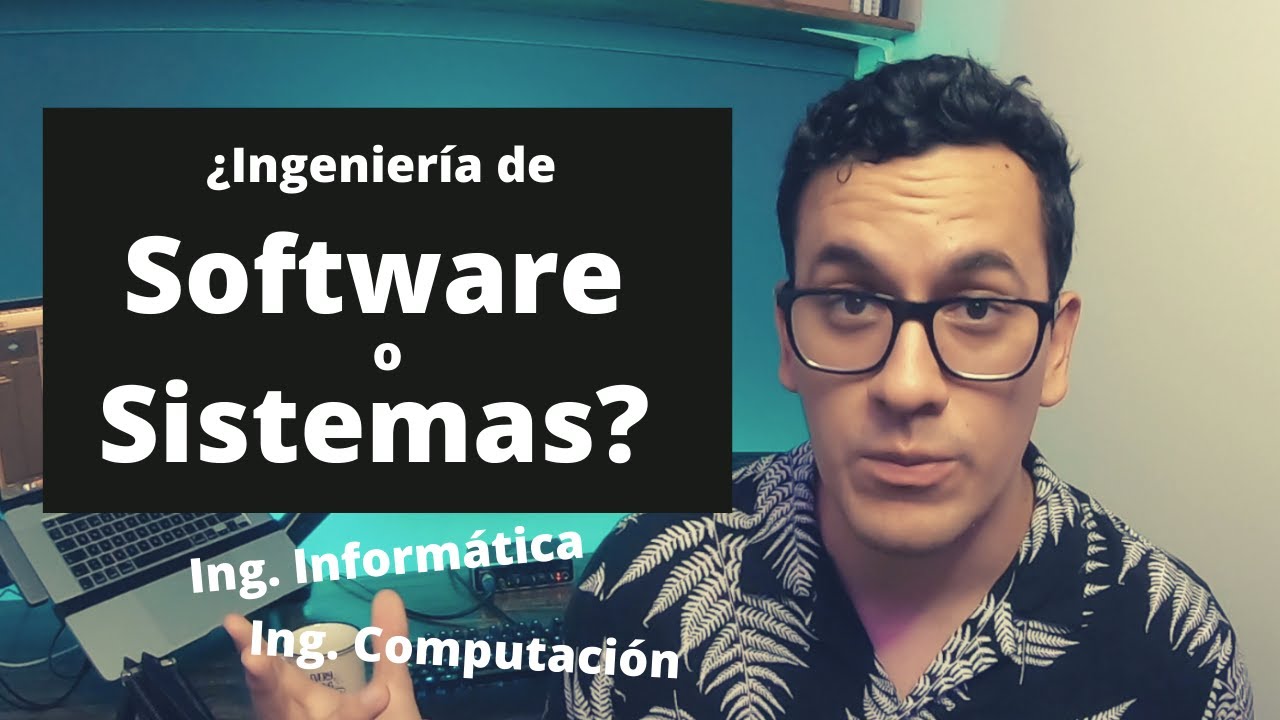 ¿Ingeniería de
Software
o
Sistemas?
Ing. Informática
Ing. Computación